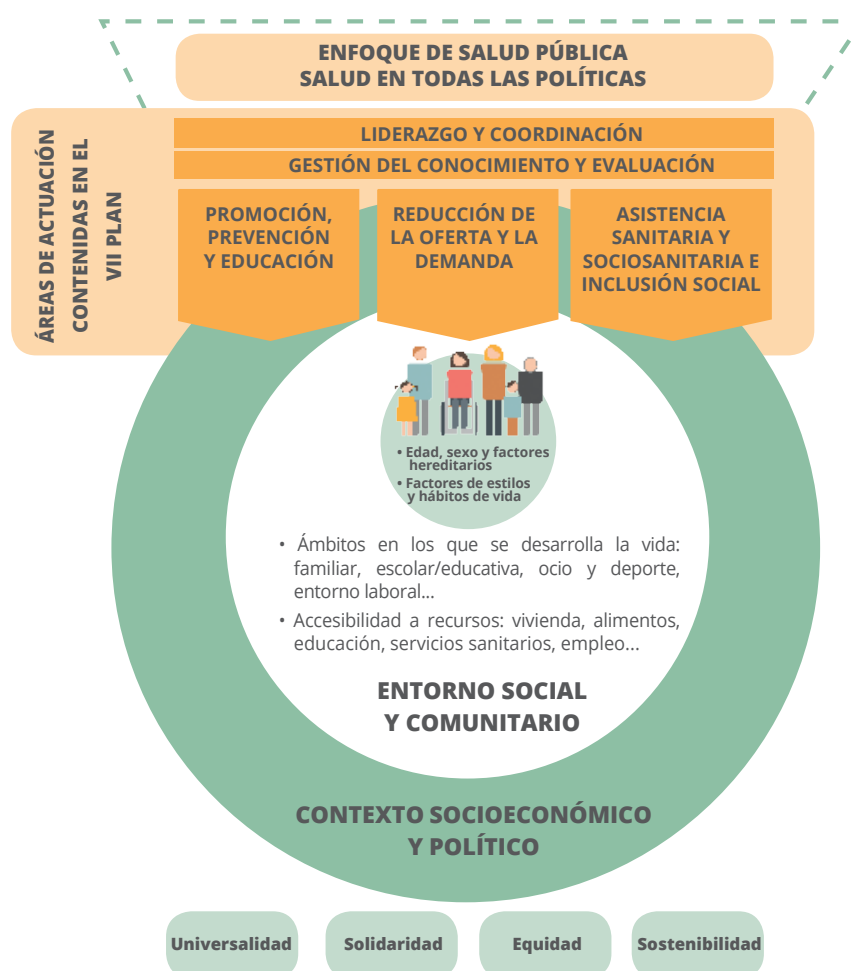 ENFOQUE DE SALUD PÚBLICA
SALUD EN TODAS LAS POLÍTICAS
ÁREAS DE ACTUACIÓN
CONTENIDAS EN EL
VII PLAN
LIDERAZGO Y COORDINACIÓN
GESTIÓN DEL CONOCIMIENTO Y EVALUACIÓN
PROMOCIÓN,
PREVENCIÓN
Y EDUCACIÓN
REDUCCIÓN DE
LA OFERTA Y LA
DEMANDA
ASISTENCIA
SANITARIA Y
SOCIOSANITARIA E
INCLUSIÓN SOCIAL
• Edad, sexo y factores
hereditarios
• Factores de estilos
y hábitos de vida
• Ámbitos en los que se desarrolla la vida:
familiar, escolar/educativa, ocio y deporte,
entorno laboral...
• Accesibilidad a recursos: vivienda, alimentos,
educación, servicios sanitarios, empleo...
ENTORNO SOCIAL
Y COMUNITARIO
CONTEXTO SOCIOECONÓMICO
Y POLÍTICO
Universalidad
Solidaridad
Equidad
Sostenibilidad